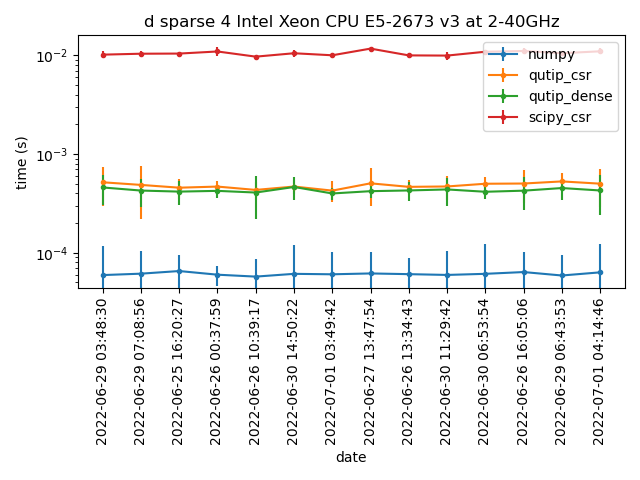 d sparse 4 Intel Xeon CPU E5-2673 v3 at 2-40GHz
time (s)
10⁻²
10⁻³
10⁻⁴
numpy
qutip_csr
qutip_dense
scipy_csr
2022-06-29 03:48:30
2022-06-29 07:08:56
2022-06-25 16:20:27
2022-06-26 00:37:59
2022-06-26 10:39:17
2022-06-30 14:50:22
2022-07-01 03:49:42
2022-06-27 13:47:54
2022-06-26 13:34:43
2022-06-30 11:29:42
2022-06-30 06:53:54
2022-06-26 16:05:06
2022-06-29 06:43:53
2022-07-01 04:14:46
date